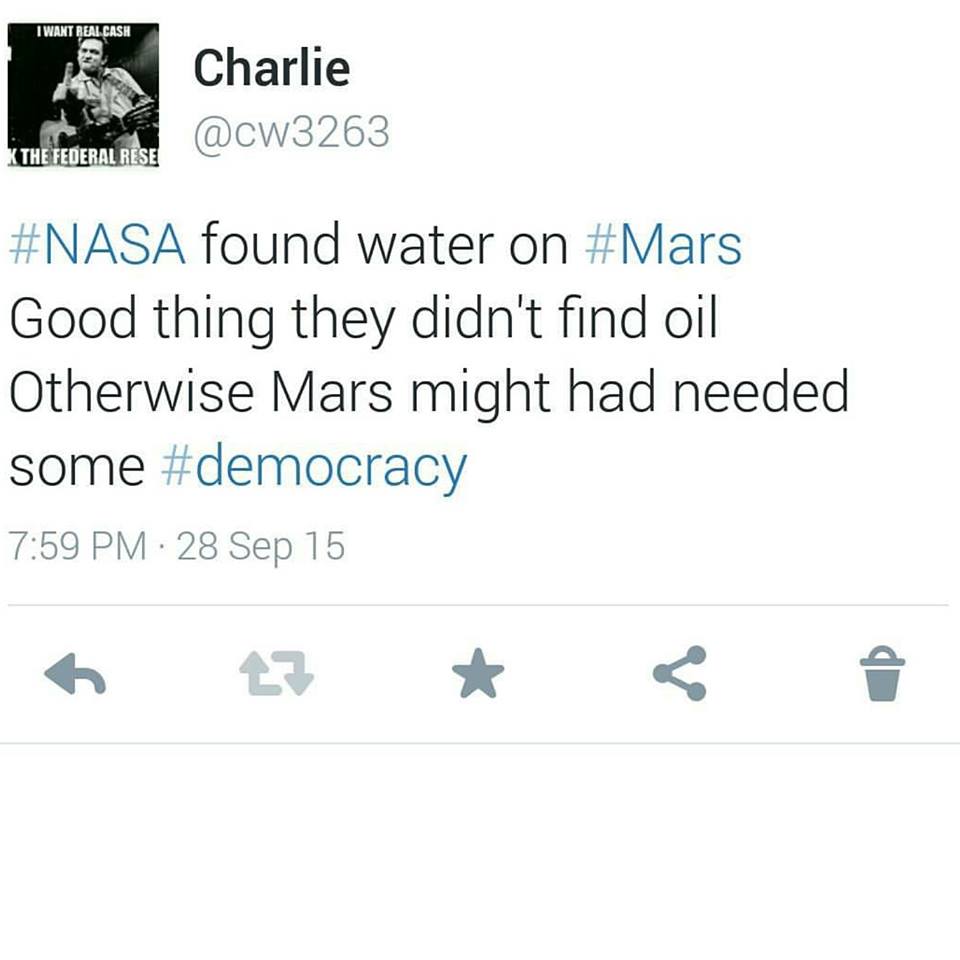 I WANT REAL CASH
K THE FEDERAL RESE
Charlie
@cw3263
#NASA found water on #Mars
Good thing they didn't find oil
Otherwise Mars might had needed
some #democracy
7:59 PM · 28 Sep 15